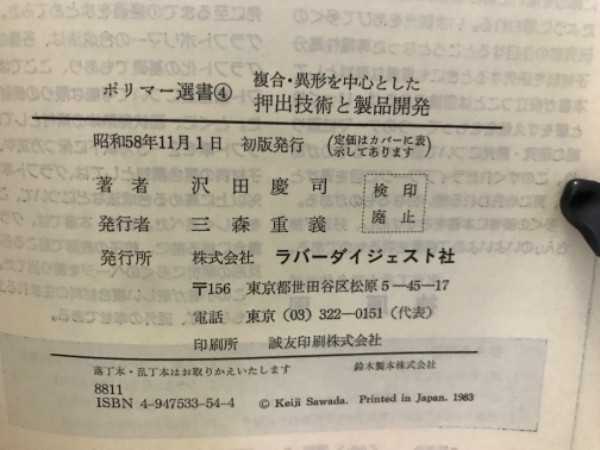 ポリマー選書④ 複合・異形を中心とした
押出技術と製品開発
昭和58年11月1日 初版発行 (定価はカバーに表
示してあります)
著者 沢田慶司 検印
発行者 三森重義 廃止
発行所 株式会社 ラバーダイジェスト社
〒156 東京都世田谷区松原5-45-17
電話 東京(03)322-0151(代表)
印刷所 誠友印刷株式会社
落丁本・乱丁本はお取りかえいたします 鈴木製本株式会社
8811
ISBN 4-947533-54-4 © Keiji Sawada. Printed in Japan. 1983